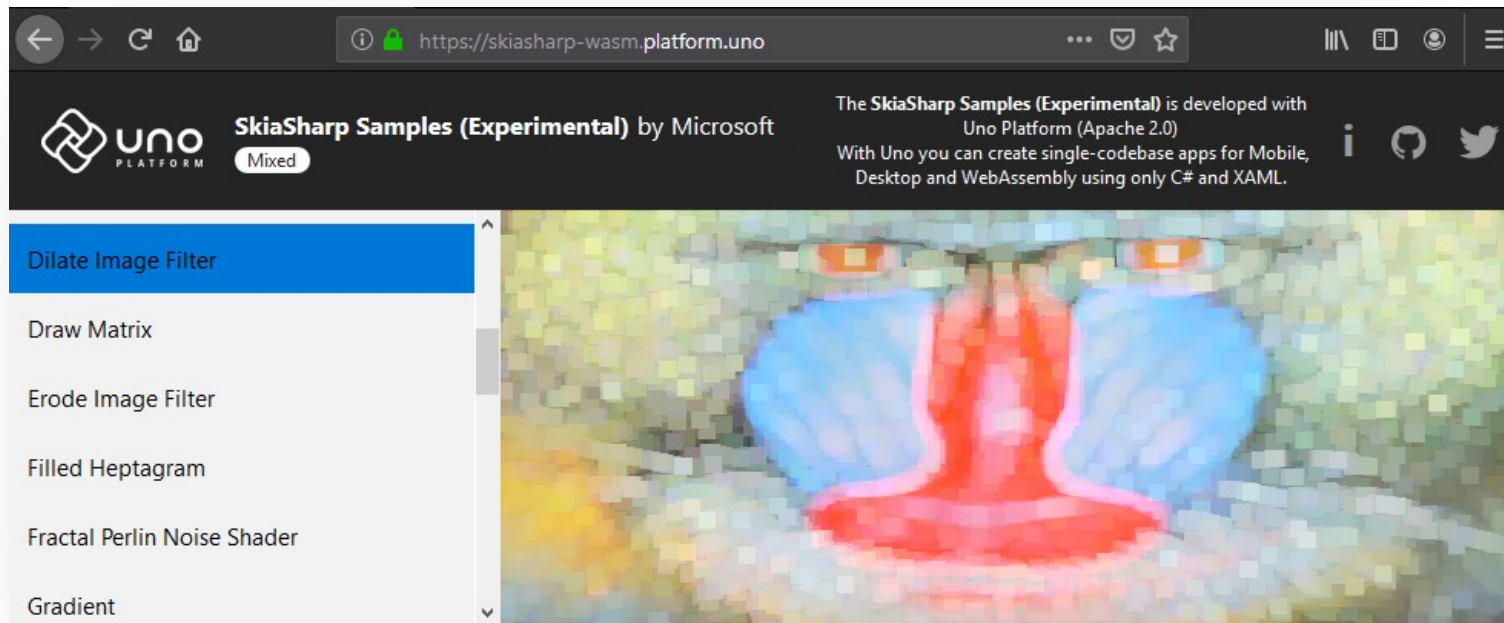 https://skiasharp-wasm.platform.uno
UNO
PLATFORM
SkiaSharp Samples (Experimental) by Microsoft
Mixed
The SkiaSharp Samples (Experimental) is developed with
Uno Platform (Apache 2.0)
With Uno you can create single-codebase apps for Mobile,
Desktop and WebAssembly using only C# and XAML.
Dilate Image Filter
Draw Matrix
Erode Image Filter
Filled Heptagram
Fractal Perlin Noise Shader
Gradient